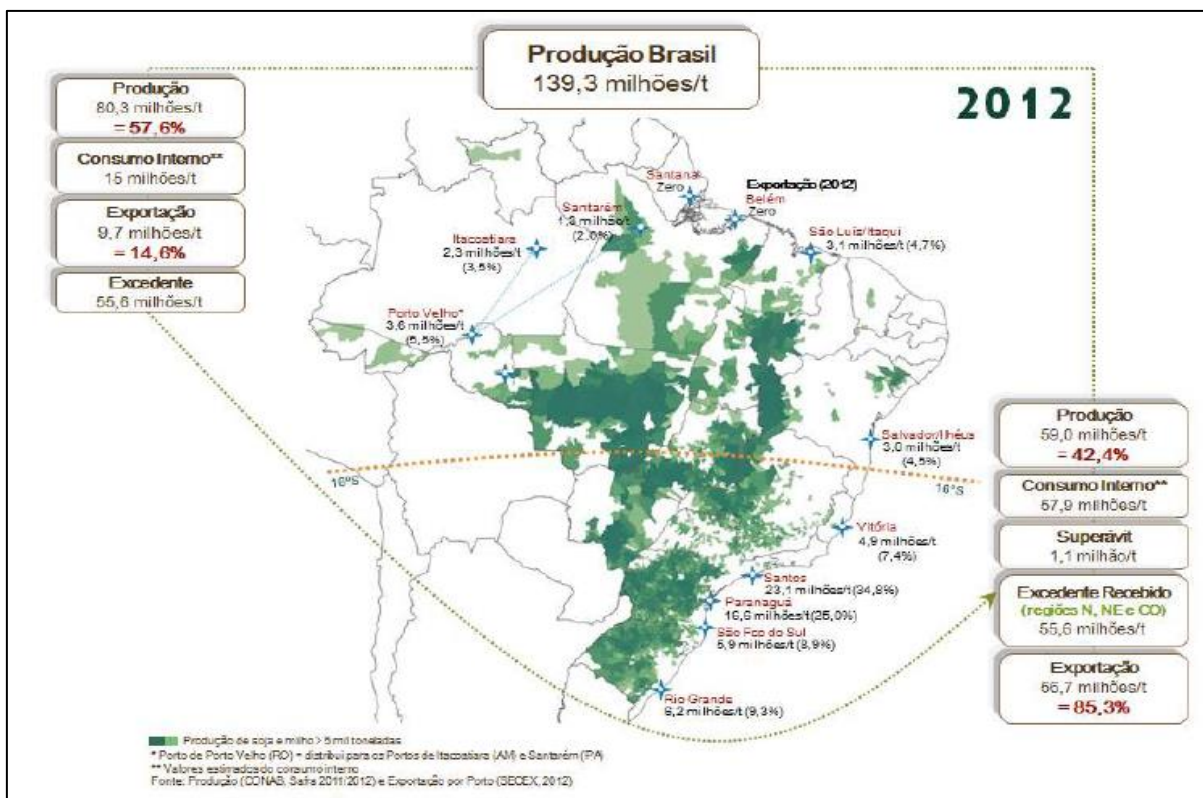 Produção Brasil
139,3 milhões/t
2012
Produção
80,3 milhões/t
= 57,6%
Consumo Interno**
15 milhões/t
Exportação
9,7 milhões/t
= 14,6%
Excedente
55,6 milhões/t
Santana
Zero
Exportação (2012)
Belém
Zero
Santarém
1,3 milhão/t
(2,0%)
Itacoatiara
2,3 milhões/t
(3,5%)
São Luís/Itaqui
3,1 milhões/t (4,7%)
Porto Velho*
3,6 milhões/t
(5,5%)
Salvador/Ilhéus
3,0 milhões/t
(4,5%)
16°S
16°S
Vitória
4,9 milhões/t
(7,4%)
Santos
23,1 milhões/t (34,8%)
Paranaguá
16,6 milhões/t (25,0%)
São Fco do Sul
5,9 milhões/t (8,9%)
Rio Grande
6,2 milhões/t (9,3%)
Produção
59,0 milhões/t
= 42,4%
Consumo Interno**
57,9 milhões/t
Superávit
1,1 milhão/t
Excedente Recebido
(regiões N, NE e CO)
55,6 milhões/t
Exportação
56,7 milhões/t
= 85,3%
Produção de soja e milho > 5 mil toneladas
* Porto de Porto Velho (RO) = distribui para os Portos de Itacoatiara (AM) e Santarém (PA)
** Valores estimados do consumo interno
Fonte: Produção (CONAB, Safra 2011/2012) e Exportação por Porto (SECEX, 2012)